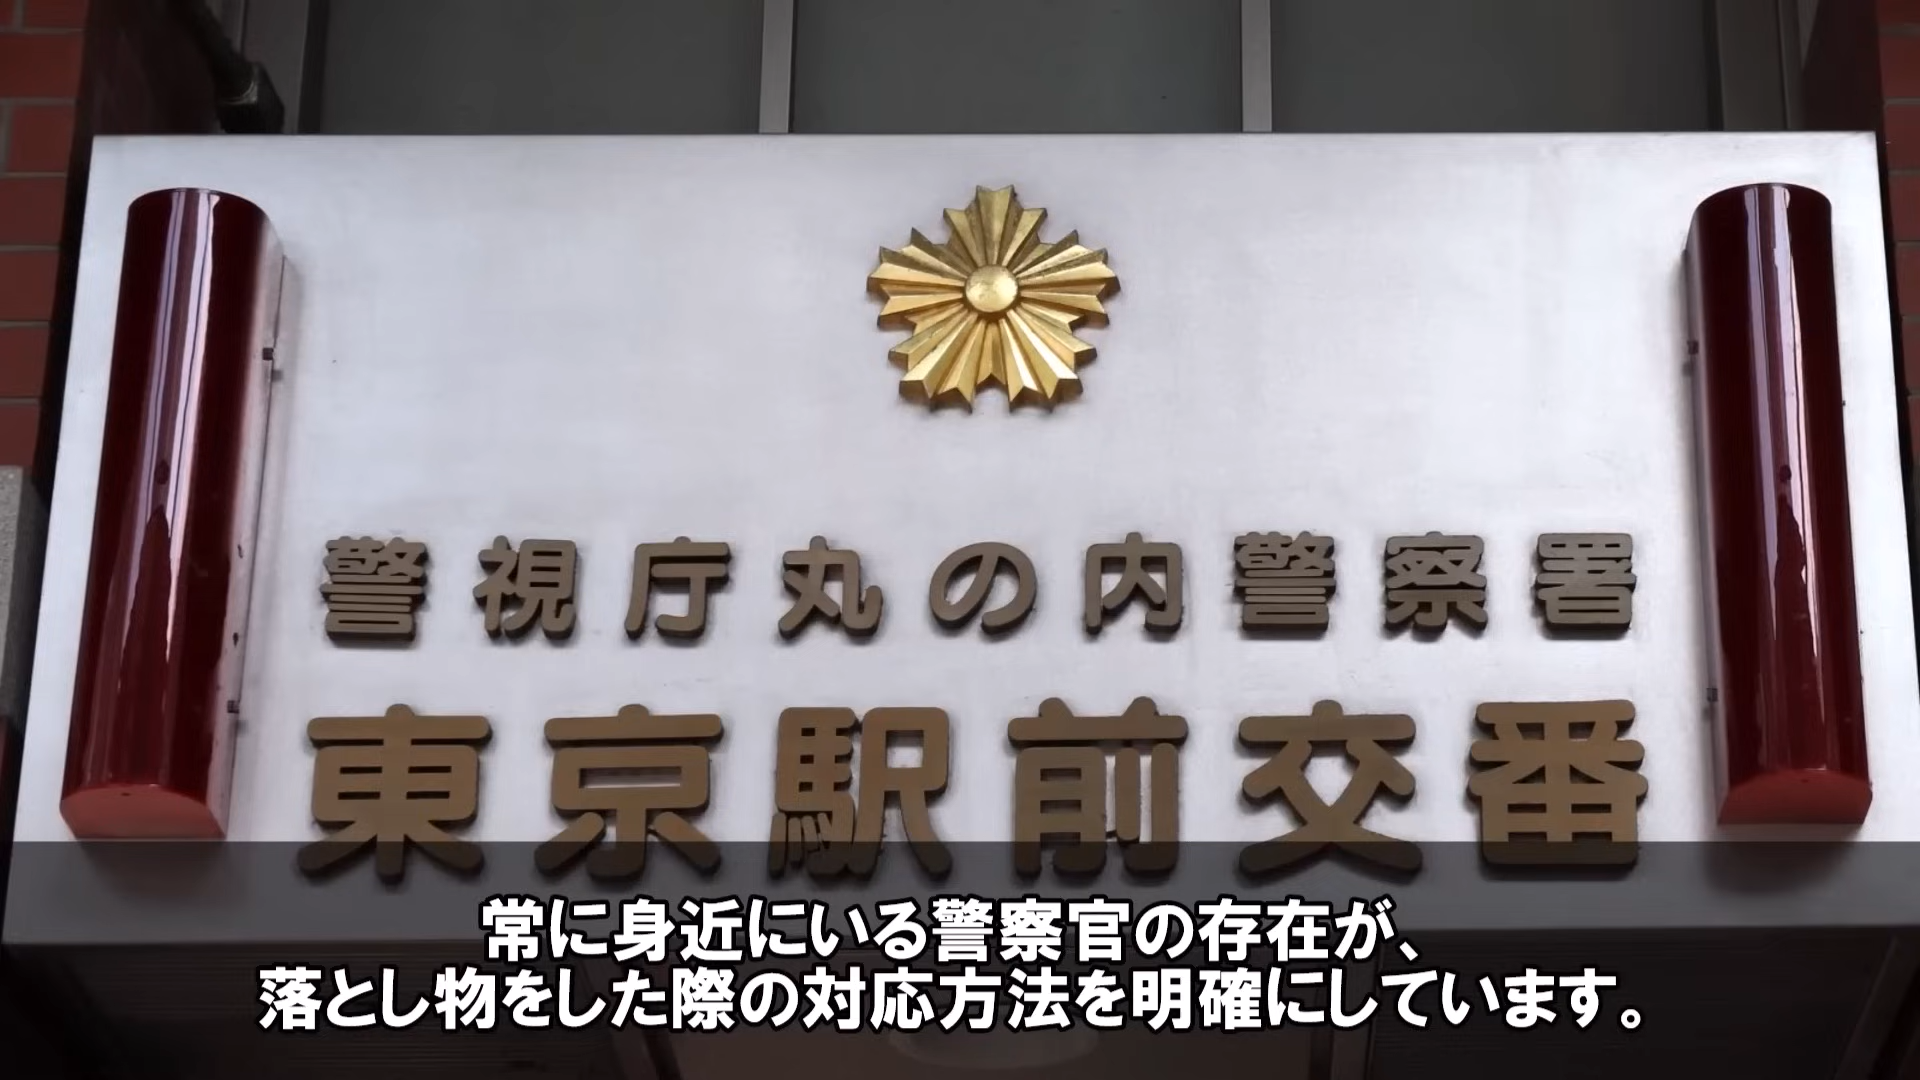 警視庁丸の内警察署
東京駅前交番
常に身近にいる警察官の存在が、
落とし物をした際の対応方法を明確にしています。